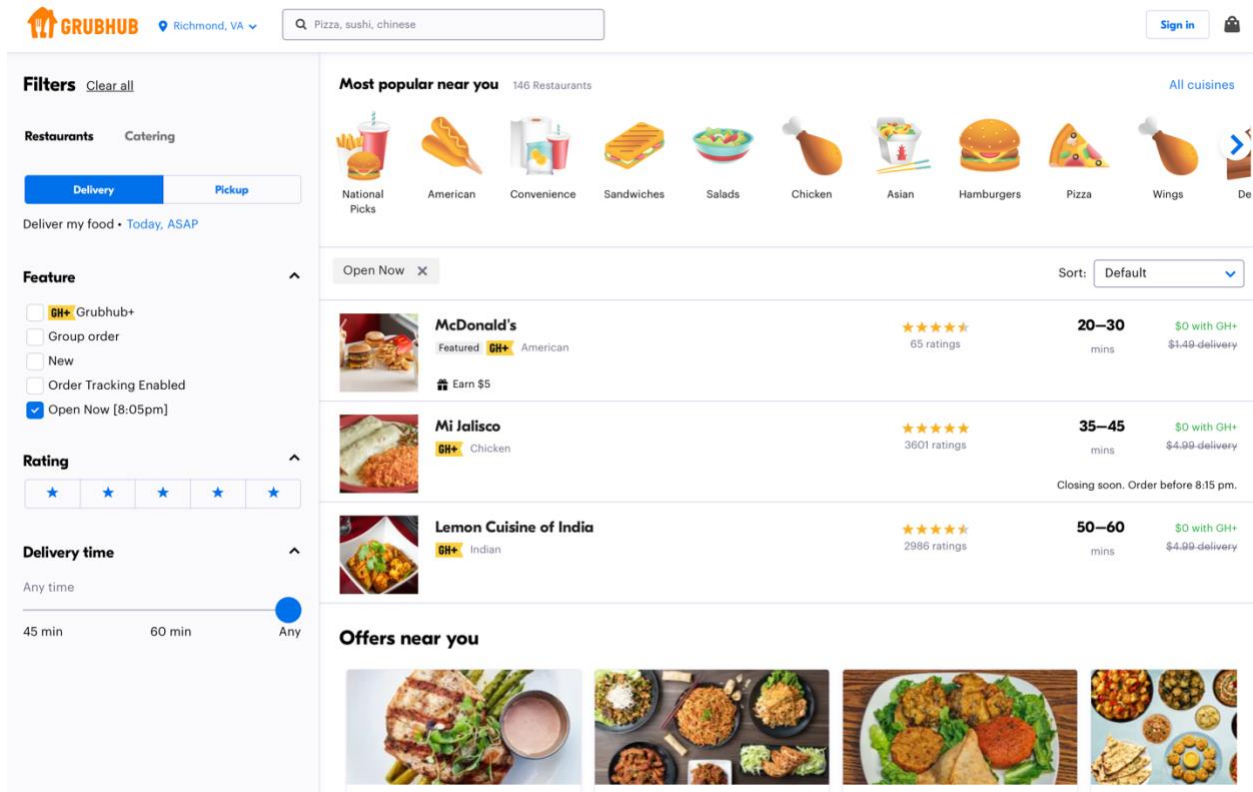 GRUBHUB
Richmond, VA
Pizza, sushi, chinese
Sign in
Filters Clear all
Restaurants Catering
Delivery Pickup
Deliver my food • Today, ASAP
Feature
GH+ Grubhub+
Group order
New
Order Tracking Enabled
Open Now [8:05pm]
Rating
Delivery time
Any time
45 min 60 min Any
Most popular near you 146 Restaurants All cuisines
National Picks
American
Convenience
Sandwiches
Salads
Chicken
Asian
Hamburgers
Pizza
Wings
De
Open Now
Sort: Default
McDonald's
Featured GH+ American
Earn $5
65 ratings
20–30
mins
$0 with GH+
$1.49 delivery
Mi Jalisco
GH+ Chicken
3601 ratings
35–45
mins
$0 with GH+
$4.99 delivery
Closing soon. Order before 8:15 pm.
Lemon Cuisine of India
GH+ Indian
2986 ratings
50–60
mins
$0 with GH+
$4.99 delivery
Offers near you